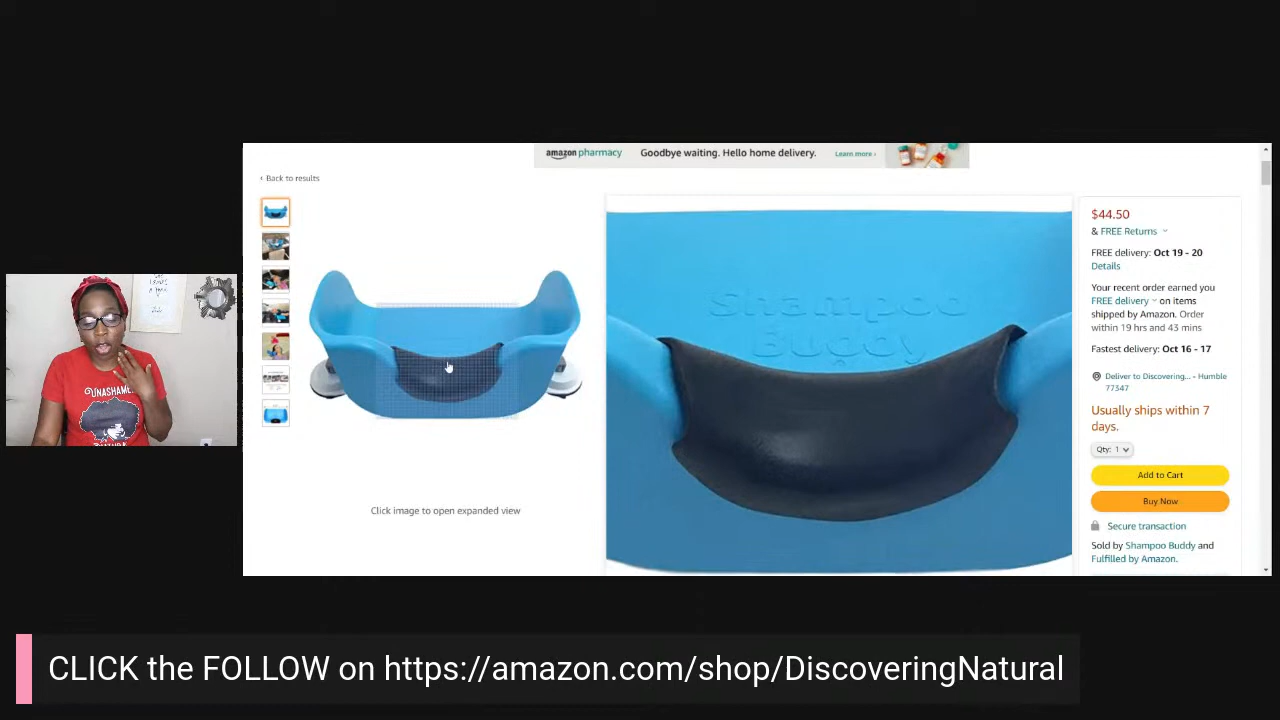 amazon pharmacy Goodbye waiting. Hello home delivery. Learn more ›
‹ Back to results
Shampoo
Buddy
Click image to open expanded view
$44.50
& FREE Returns
FREE delivery: Oct 19 - 20
Details
Your recent order earned you
FREE delivery on items
shipped by Amazon. Order
within 19 hrs and 43 mins
Fastest delivery: Oct 16 - 17
Deliver to Discovering... - Humble
77347
Usually ships within 7
days.
Qty: 1
Add to Cart
Buy Now
Secure transaction
Sold by Shampoo Buddy and
Fulfilled by Amazon.
CLICK the FOLLOW on https://amazon.com/shop/DiscoveringNatural